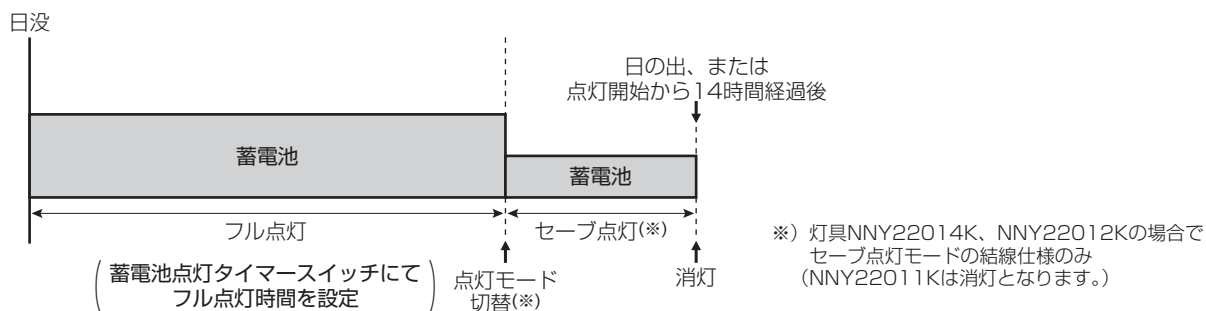 日没
日の出、または
点灯開始から14時間経過後
蓄電池
蓄電池
フル点灯
セーブ点灯(※)
蓄電池点灯タイマースイッチにて
フル点灯時間を設定
点灯モード
切替(※)
消灯
※）灯具NNY22014K、NNY22012Kの場合で
セーブ点灯モードの結線仕様のみ
（NNY22011Kは消灯となります。）